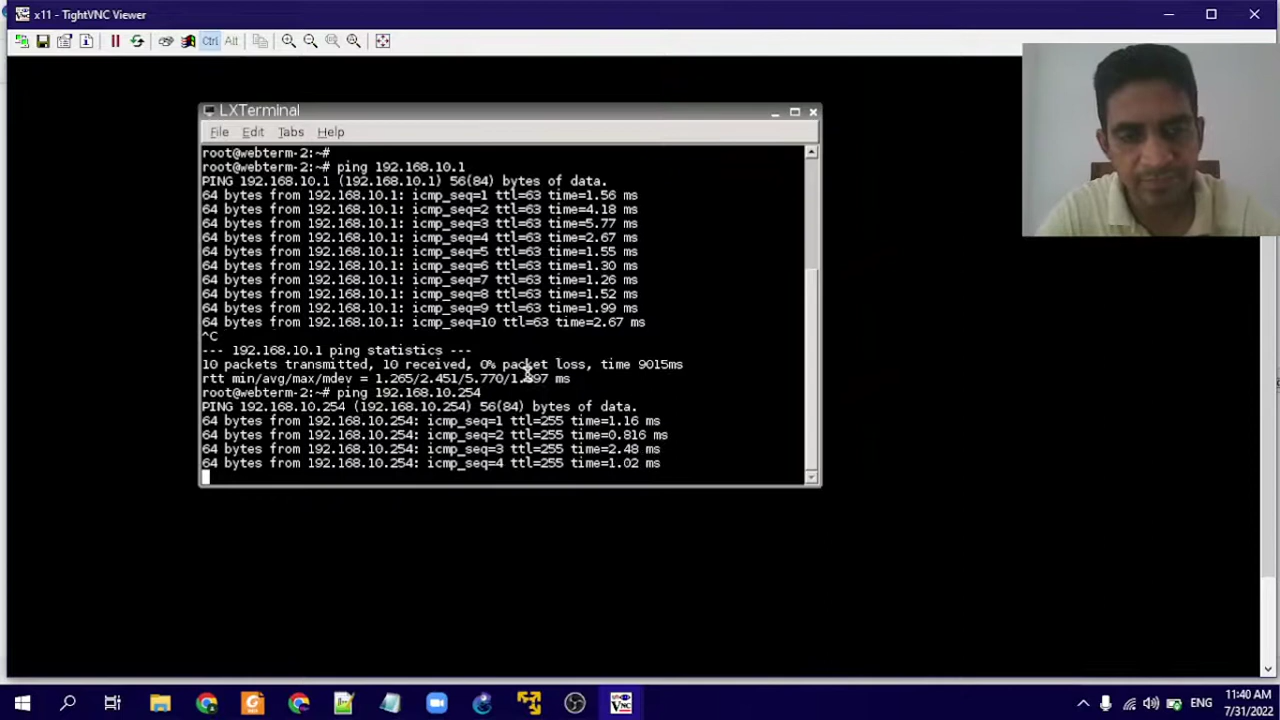 x11 - TightVNC Viewer
Ctrl Alt
LXTerminal
File Edit Tabs Help
root@webterm-2:~#
root@webterm-2:~# ping 192.168.10.1
PING 192.168.10.1 (192.168.10.1) 56(84) bytes of data.
64 bytes from 192.168.10.1: icmp_seq=1 ttl=63 time=1.56 ms
64 bytes from 192.168.10.1: icmp_seq=2 ttl=63 time=4.18 ms
64 bytes from 192.168.10.1: icmp_seq=3 ttl=63 time=5.77 ms
64 bytes from 192.168.10.1: icmp_seq=4 ttl=63 time=2.67 ms
64 bytes from 192.168.10.1: icmp_seq=5 ttl=63 time=1.55 ms
64 bytes from 192.168.10.1: icmp_seq=6 ttl=63 time=1.30 ms
64 bytes from 192.168.10.1: icmp_seq=7 ttl=63 time=1.26 ms
64 bytes from 192.168.10.1: icmp_seq=8 ttl=63 time=1.52 ms
64 bytes from 192.168.10.1: icmp_seq=9 ttl=63 time=1.99 ms
64 bytes from 192.168.10.1: icmp_seq=10 ttl=63 time=2.67 ms
^C
--- 192.168.10.1 ping statistics ---
10 packets transmitted, 10 received, 0% packet loss, time 9015ms
rtt min/avg/max/mdev = ms
root@webterm-2:~# ping 192.168.10.254
PING 192.168.10.254 (192.168.10.254) 56(84) bytes of data.
64 bytes from 192.168.10.254: icmp_seq=1 ttl=255 time=1.16 ms
64 bytes from 192.168.10.254: icmp_seq=2 ttl=255 time=0.816 ms
64 bytes from 192.168.10.254: icmp_seq=3 ttl=255 time=2.48 ms
64 bytes from 192.168.10.254: icmp_seq=4 ttl=255 time=1.02 ms
ENG
11:40 AM
7/31/2022